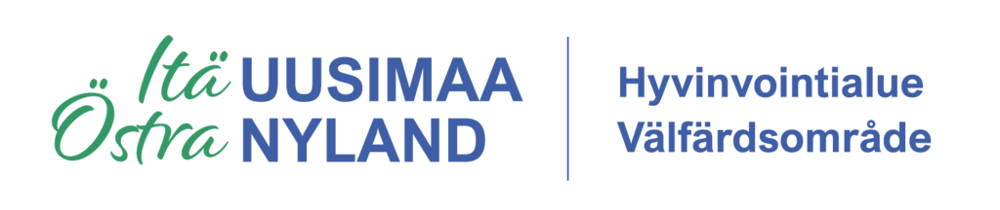 Itä UUSIMAA
Östra NYLAND
Hyvinvointialue
Välfärdsområde